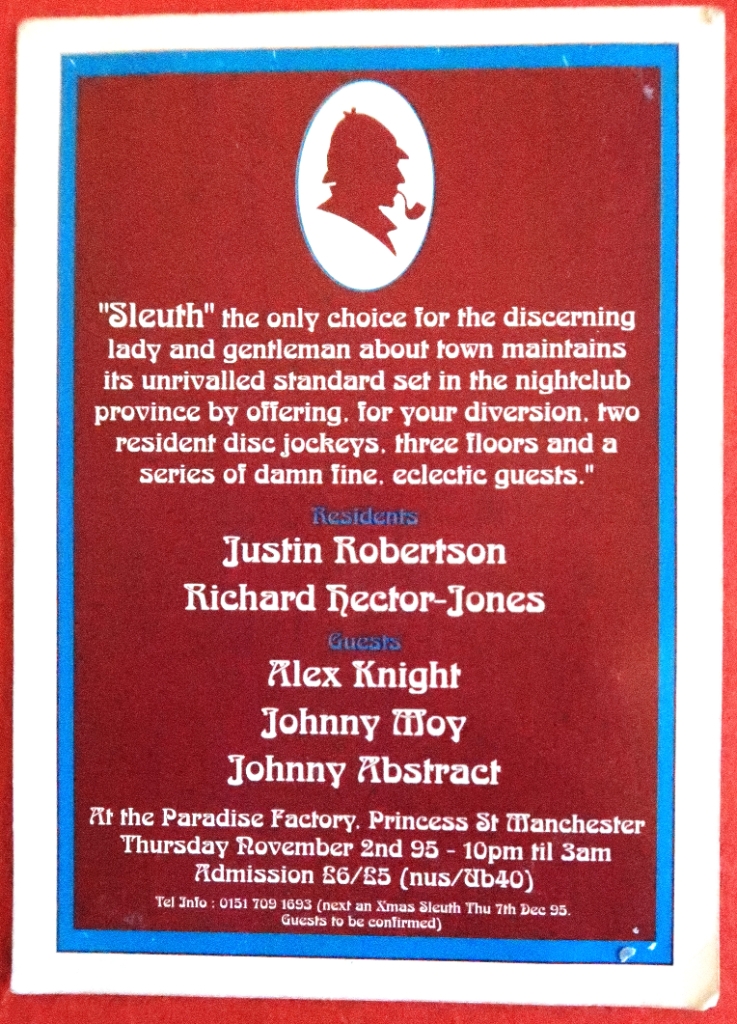 "Sleuth" the only choice for the discerning
lady and gentleman about town maintains
its unrivalled standard set in the nightclub
province by offering, for your diversion, two
resident disc jockeys, three floors and a
series of damn fine, eclectic guests."
Residents
Justin Robertson
Richard Hector-Jones
Guests
Alex Knight
Johnny Moy
Johnny Abstract
At the Paradise Factory, Princess St Manchester
Thursday November 2nd 95 - 10pm til 3am
Admission £6/£5 (nus/Ub40)
Tel Info : 0151 709 1693 (next an Xmas Sleuth Thu 7th Dec 95.
Guests to be confirmed)